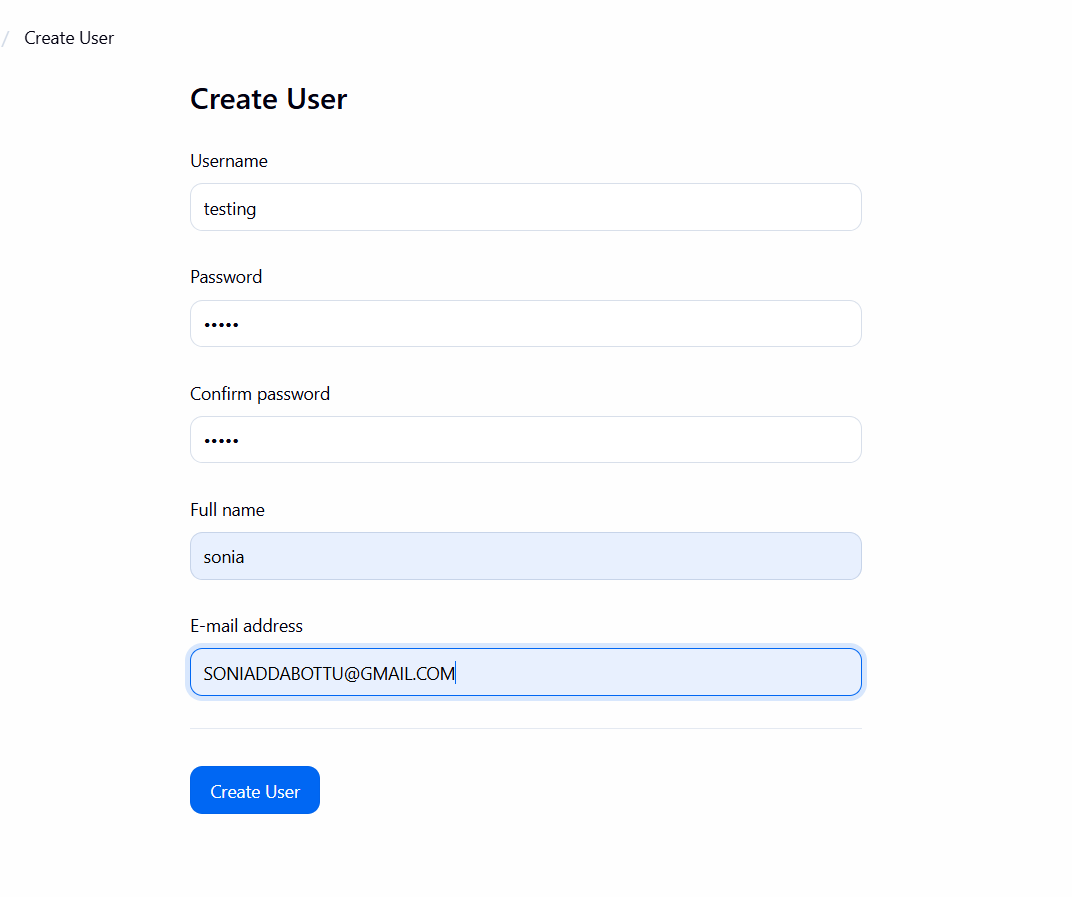 / Create User
Create User
Username
testing
Password
•••••
Confirm password
•••••
Full name
sonia
E-mail address
SONIADDABOTTU@GMAIL.COM
Create User